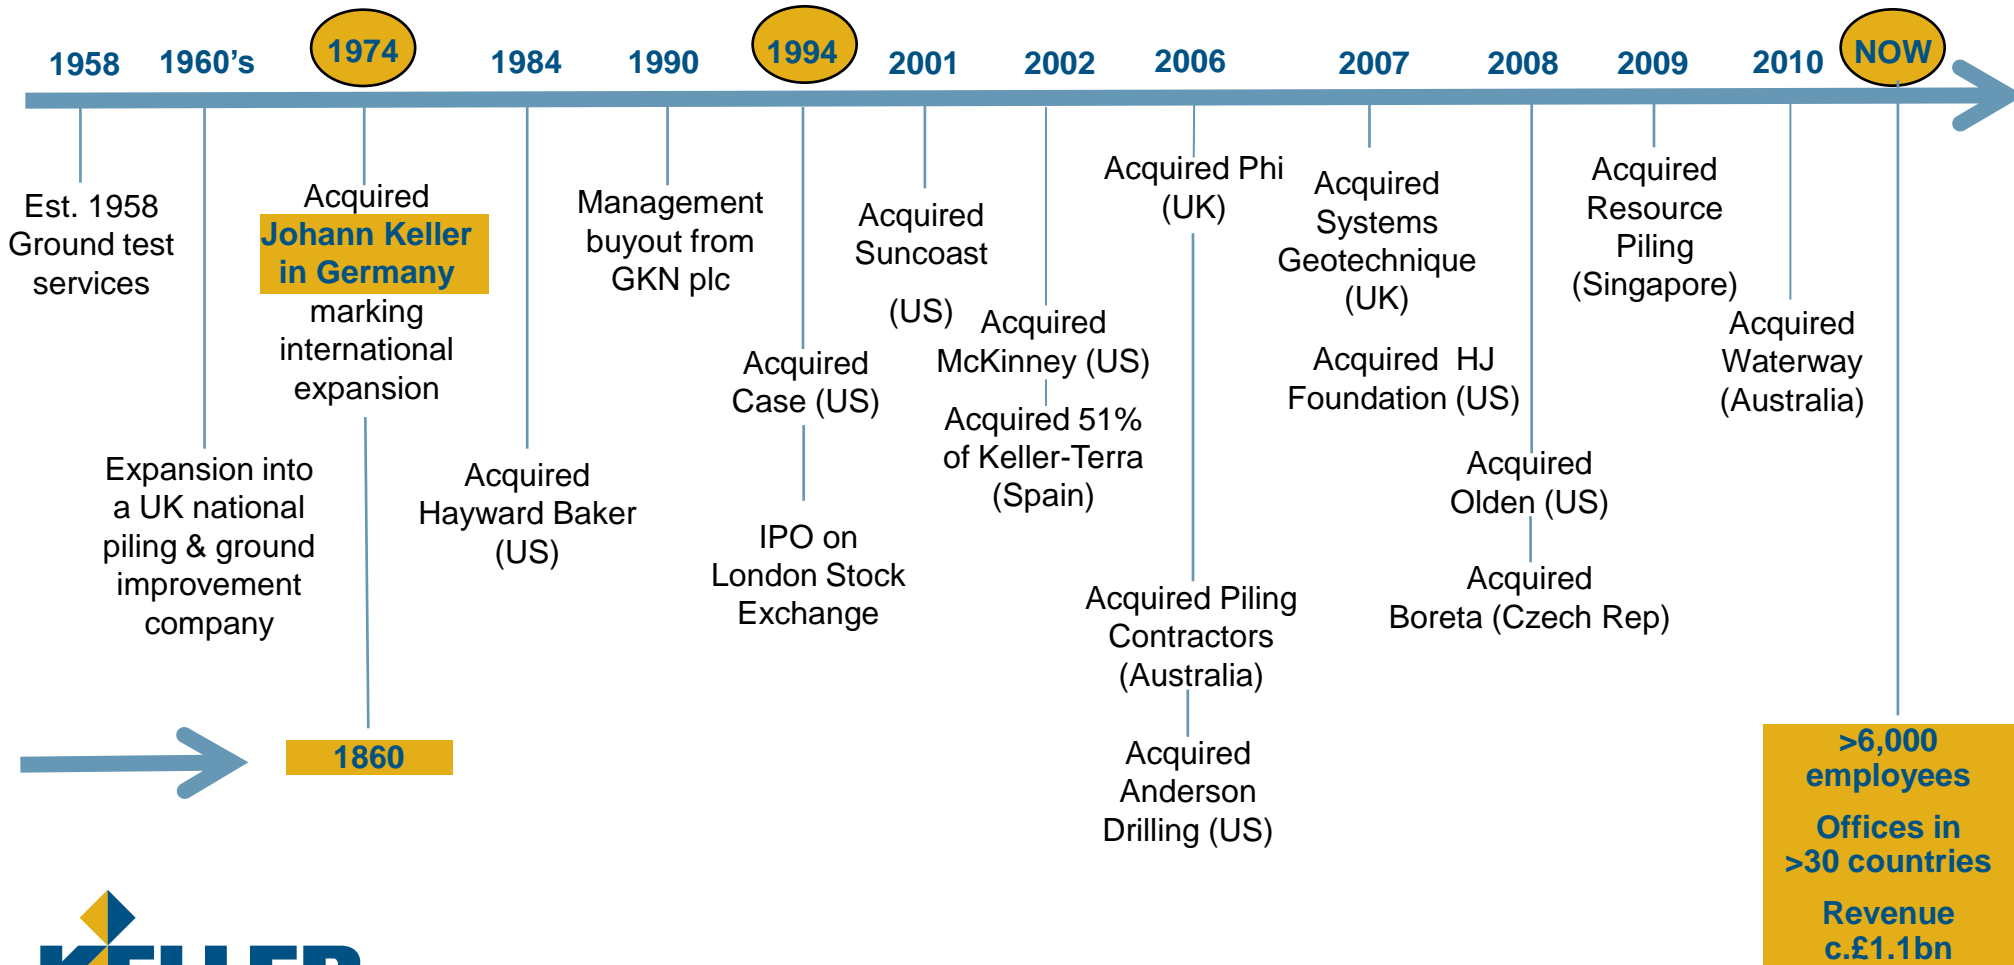 1958
1960's
1974
1984
1990
1994
2001
2002
2006
2007
2008
2009
2010
NOW
Est. 1958
Ground test
services
Expansion into
a UK national
piling & ground
improvement
company
Acquired
Johann Keller
in Germany
marking
international
expansion
1860
Acquired
Hayward Baker
(US)
Management
buyout from
GKN plc
Acquired
Case (US)
IPO on
London Stock
Exchange
Acquired
Suncoast
(US)
Acquired
McKinney (US)
Acquired 51%
of Keller-Terra
(Spain)
Acquired Phi
(UK)
Acquired Piling
Contractors
(Australia)
Acquired
Anderson
Drilling (US)
Acquired
Systems
Geotechnique
(UK)
Acquired HJ
Foundation (US)
Acquired
Olden (US)
Acquired
Boreta (Czech Rep)
Acquired
Resource
Piling
(Singapore)
Acquired
Waterway
(Australia)
>6,000
employees
Offices in
>30 countries
Revenue
c.£1.1bn
KELLER